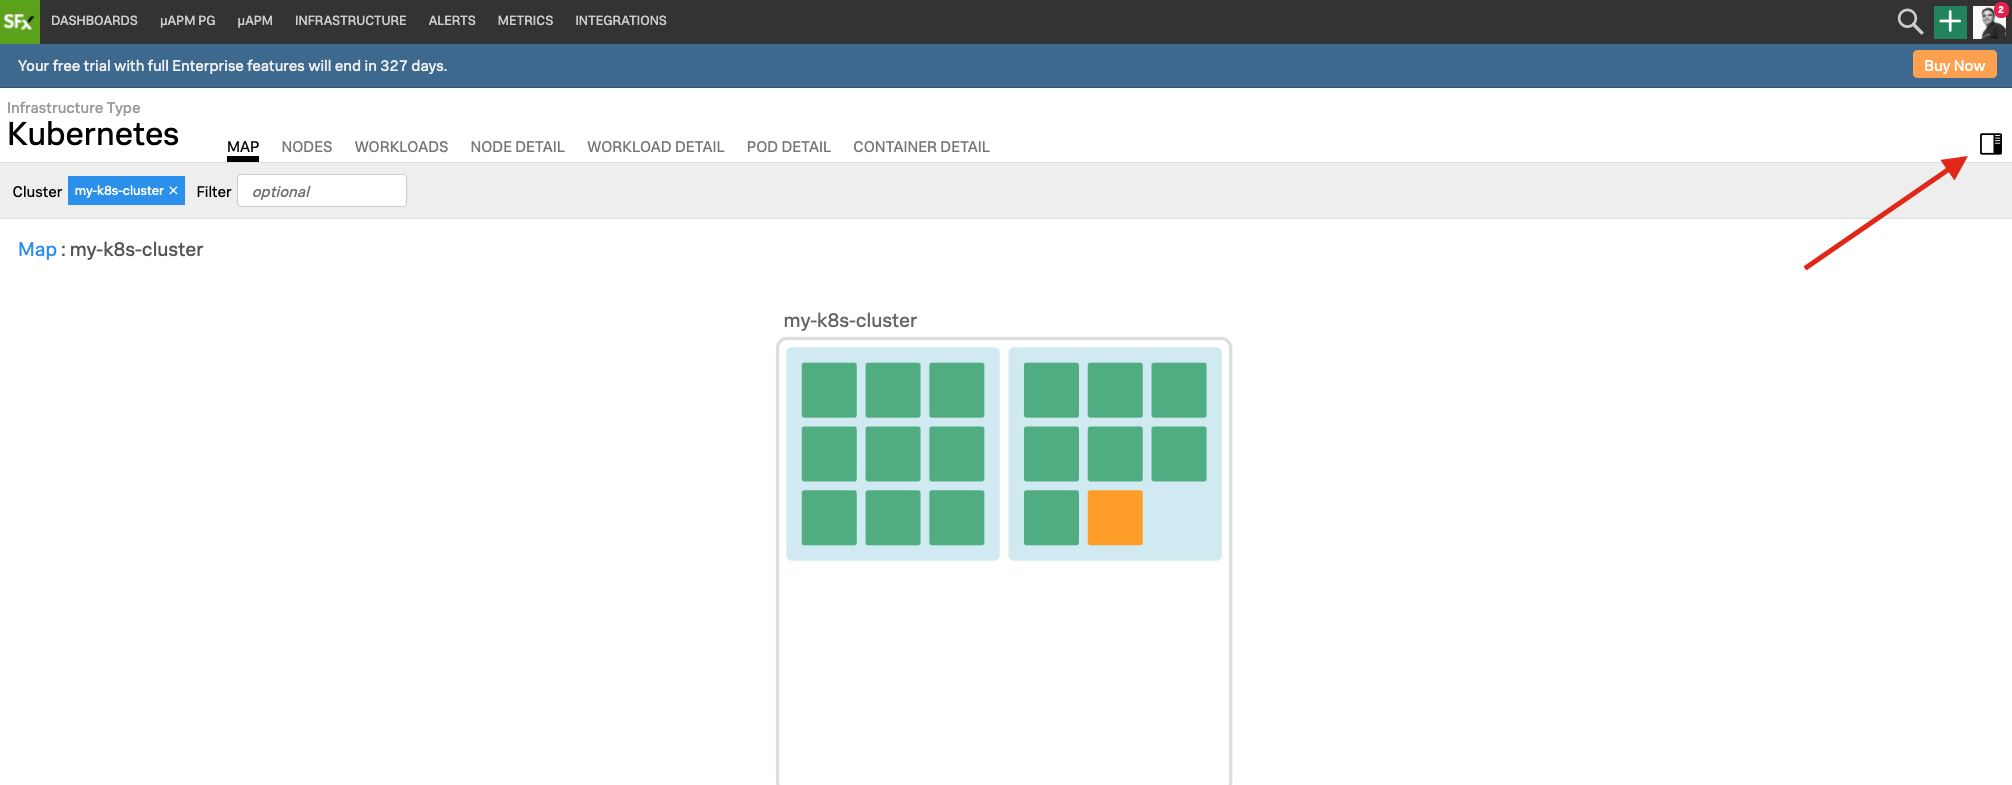 SFx DASHBOARDS µAPM PG µAPM INFRASTRUCTURE ALERTS METRICS INTEGRATIONS 2
Your free trial with full Enterprise features will end in 327 days. Buy Now
Infrastructure Type
Kubernetes MAP NODES WORKLOADS NODE DETAIL WORKLOAD DETAIL POD DETAIL CONTAINER DETAIL
Cluster my-k8s-cluster × Filter optional
Map : my-k8s-cluster
my-k8s-cluster